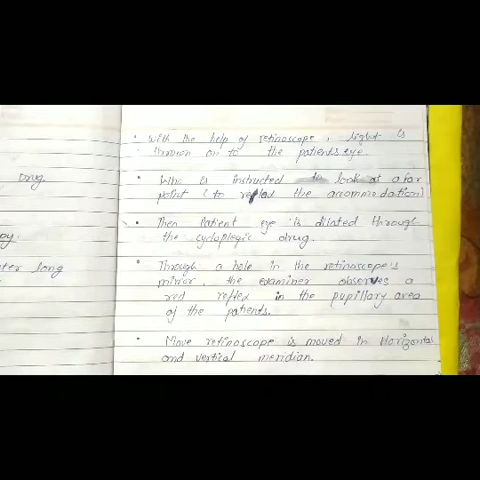 Drug
py:
ter long
• With the help of retinoscope, light is
thrown on to the patients eye.
• Who is instructed to look at a far
point (to relax the accommodation)
• Then Patient eye is dilated through
the cycloplegic drug.
• Through a hole in the retinoscope's
mirror, the examiner observes a
red reflex in the pupillary area
of the patients.
• Move retinoscope is moved in Horizontal
and vertical meridian.